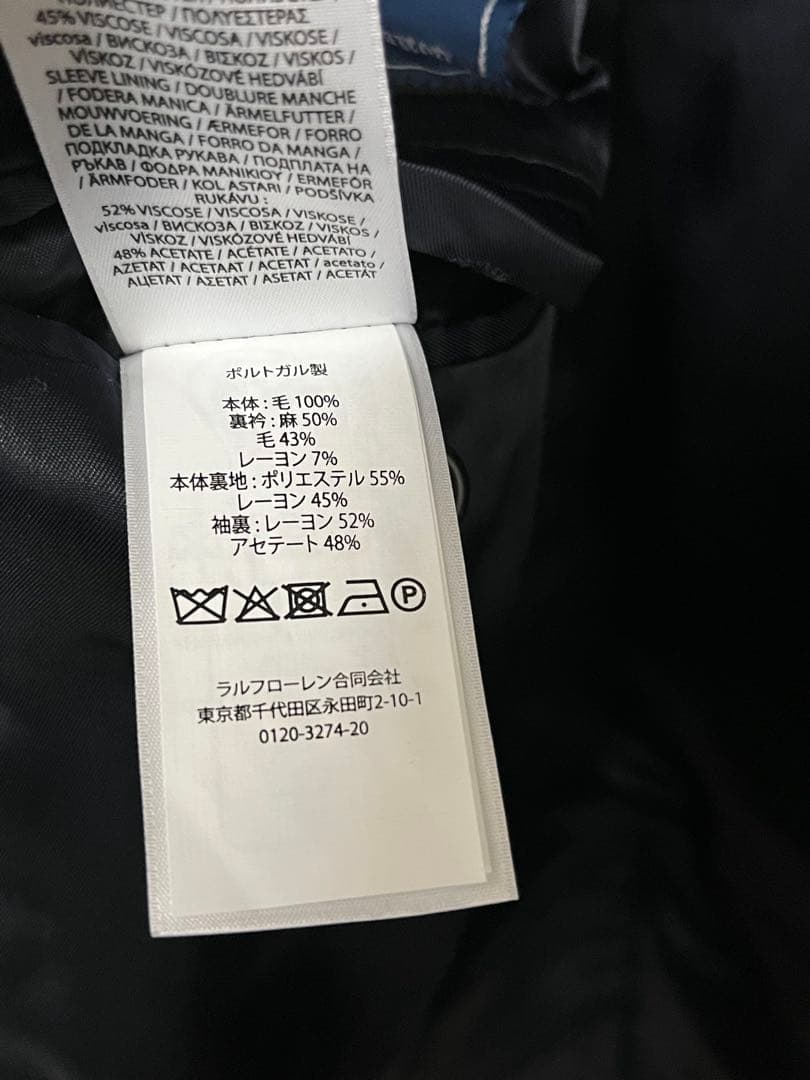 45% VISCOSE / VISCOSA / VISKOSE /
viscosa / ВИСКОЗА / ΒΙΣΚΟΖ / VISKOS /
VİSKOZ / VISKÓZOVÉ HEDVÁBÍ
SLEEVE LINING / DOUBLURE MANCHE
/ FODERA MANICA / ÄRMELFUTTER /
MOUWVOERING / ÆRMEFOR / FORRO
DE LA MANGA / FORRO DA MANGA /
ПОДКЛАДКА РУКАВА / ПОДПЛАТА НА
РЪКАВ / ΦΟΔΡΑ ΜΑΝΙΚΙΟΥ / ERMEFÔR
/ ÄRMFODER / KOL ASTARI / PODŠÍVKA
RUKÁVU :
52% VISCOSE / VISCOSA / VISKOSE /
viscosa / ВИСКОЗА / ΒΙΣΚΟΖ / VISKOS /
VİSKOZ / VISKÓZOVÉ HEDVÁBÍ
48% ACETATE / ACÉTATE / ACETATO /
AZETAT / ACETAAT / ACETAT / acetato /
АЦЕТАТ / ΑΣΕΤΑΤ / ASETAT / ACETÁT
ポルトガル製
本体 : 毛 100%
裏衿 : 麻 50%
毛 43%
レーヨン 7%
本体裏地 : ポリエステル 55%
レーヨン 45%
袖裏 : レーヨン 52%
アセテート 48%
P
ラルフローレン合同会社
東京都千代田区永田町2-10-1
0120-3274-20